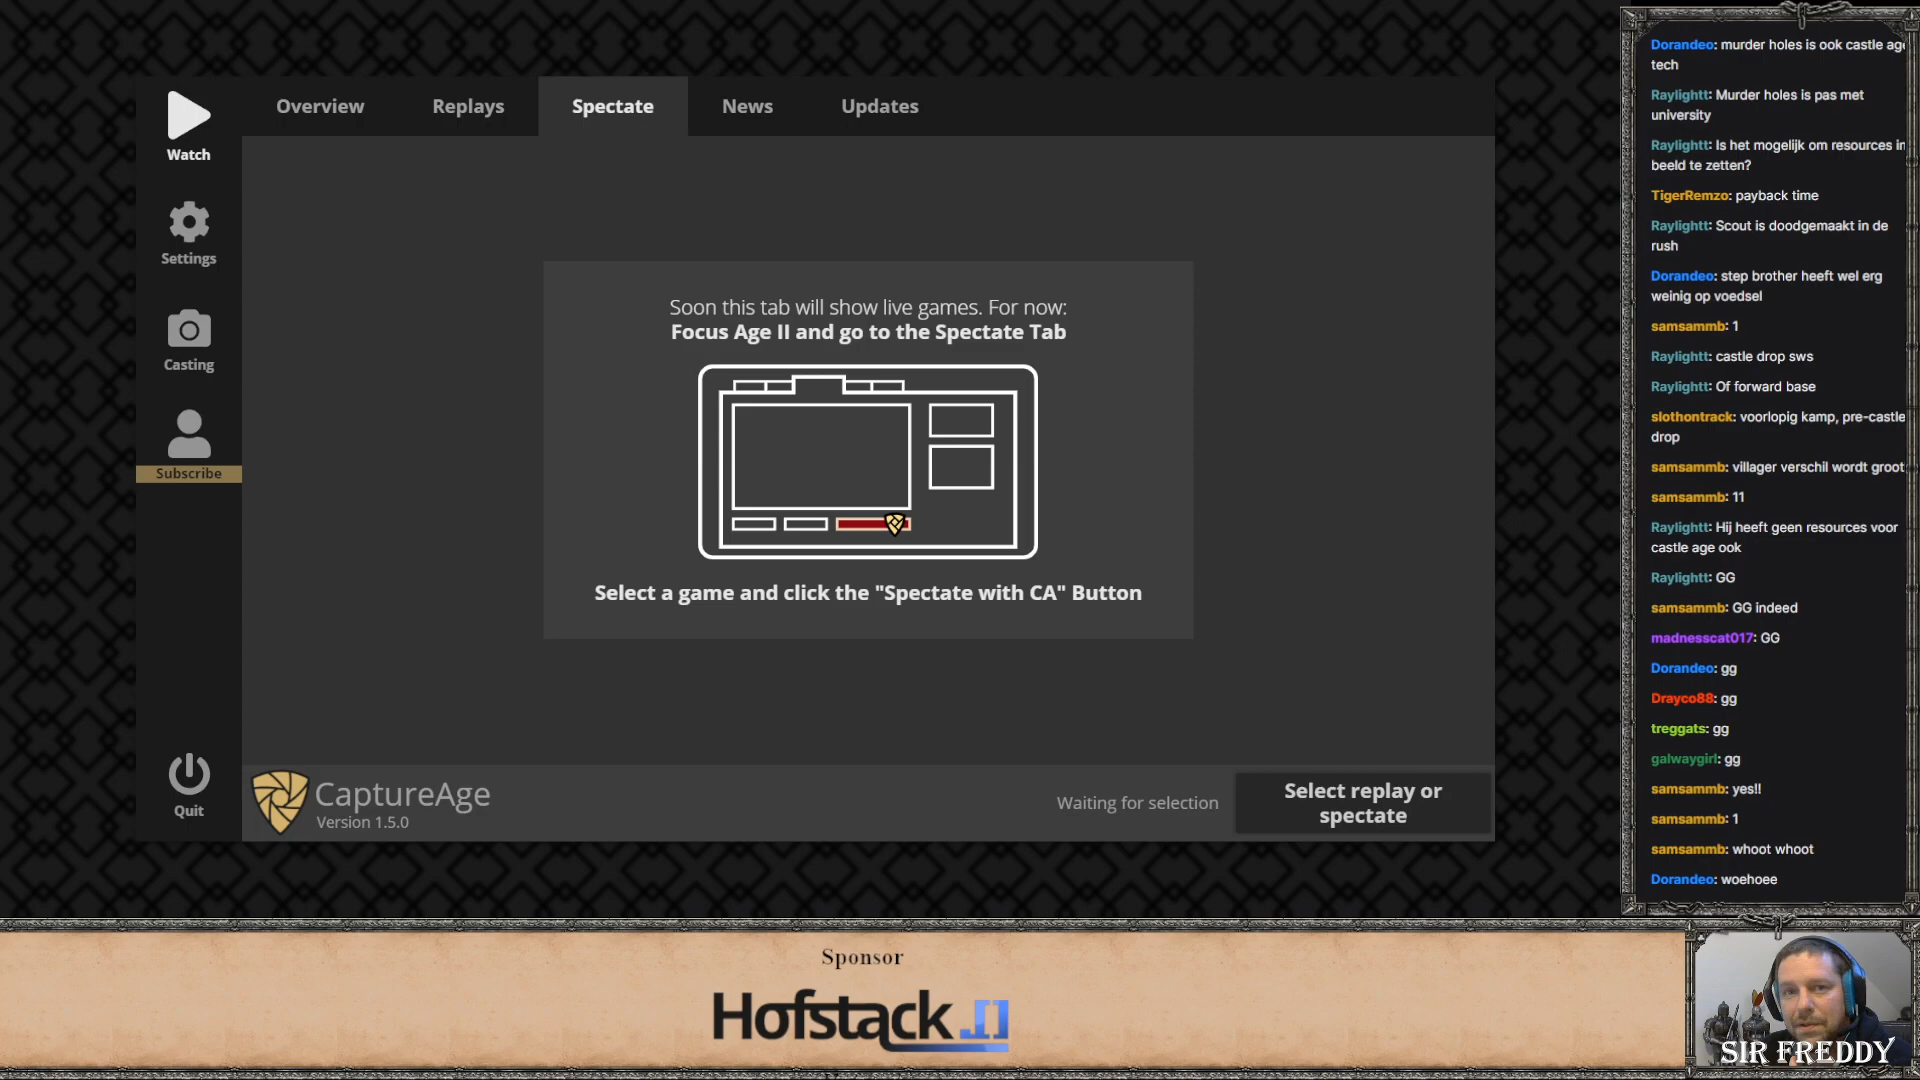 Watch
Settings
Casting
Subscribe
Quit
Overview
Replays
Spectate
News
Updates
Soon this tab will show live games. For now:
Focus Age II and go to the Spectate Tab
Select a game and click the "Spectate with CA" Button
CaptureAge
Version 1.5.0
Waiting for selection
Select replay or
spectate
Dorandeo: murder holes is ook castle age
tech
Raylightt: Murder holes is pas met
university
Raylightt: Is het mogelijk om resources in
beeld te zetten?
TigerRemzo: payback time
Raylightt: Scout is doodgemaakt in de
rush
Dorandeo: step brother heeft wel erg
weinig op voedsel
samsammb: 1
Raylightt: castle drop sws
Raylightt: Of forward base
slothontrack: voorlopig kamp, pre-castle
drop
samsammb: villager verschil wordt groot
samsammb: 11
Raylightt: Hij heeft geen resources voor
castle age ook
Raylightt: GG
samsammb: GG indeed
madnesscat017: GG
Dorandeo: gg
Drayco88: gg
treggats: gg
galwaygirl: gg
samsammb: yes!!
samsammb: 1
samsammb: whoot whoot
Dorandeo: woehoee
Sponsor
Hofstack
SIR FREDDY